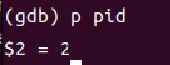 (gdb) p pid
$2 = 2